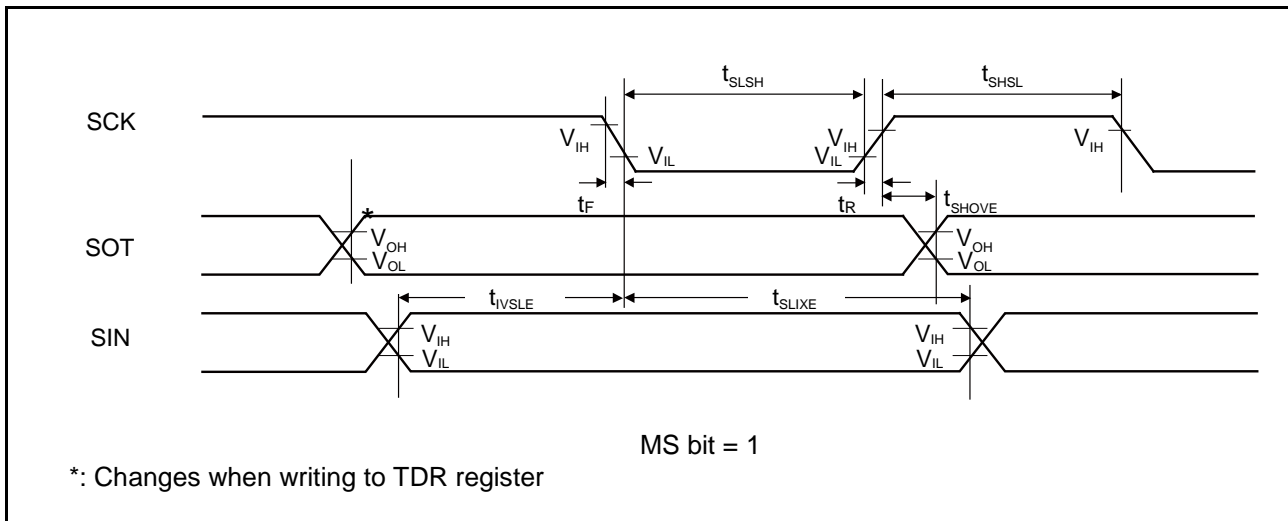 tSLSH tSHSL
SCK
VIH VIL VIH VIL VIH
tF tR tSHOVE
*
SOT
VOH VOL VOH VOL
tIVSLE tSLIXE
SIN
VIH VIL VIH VIL
MS bit = 1
*: Changes when writing to TDR register